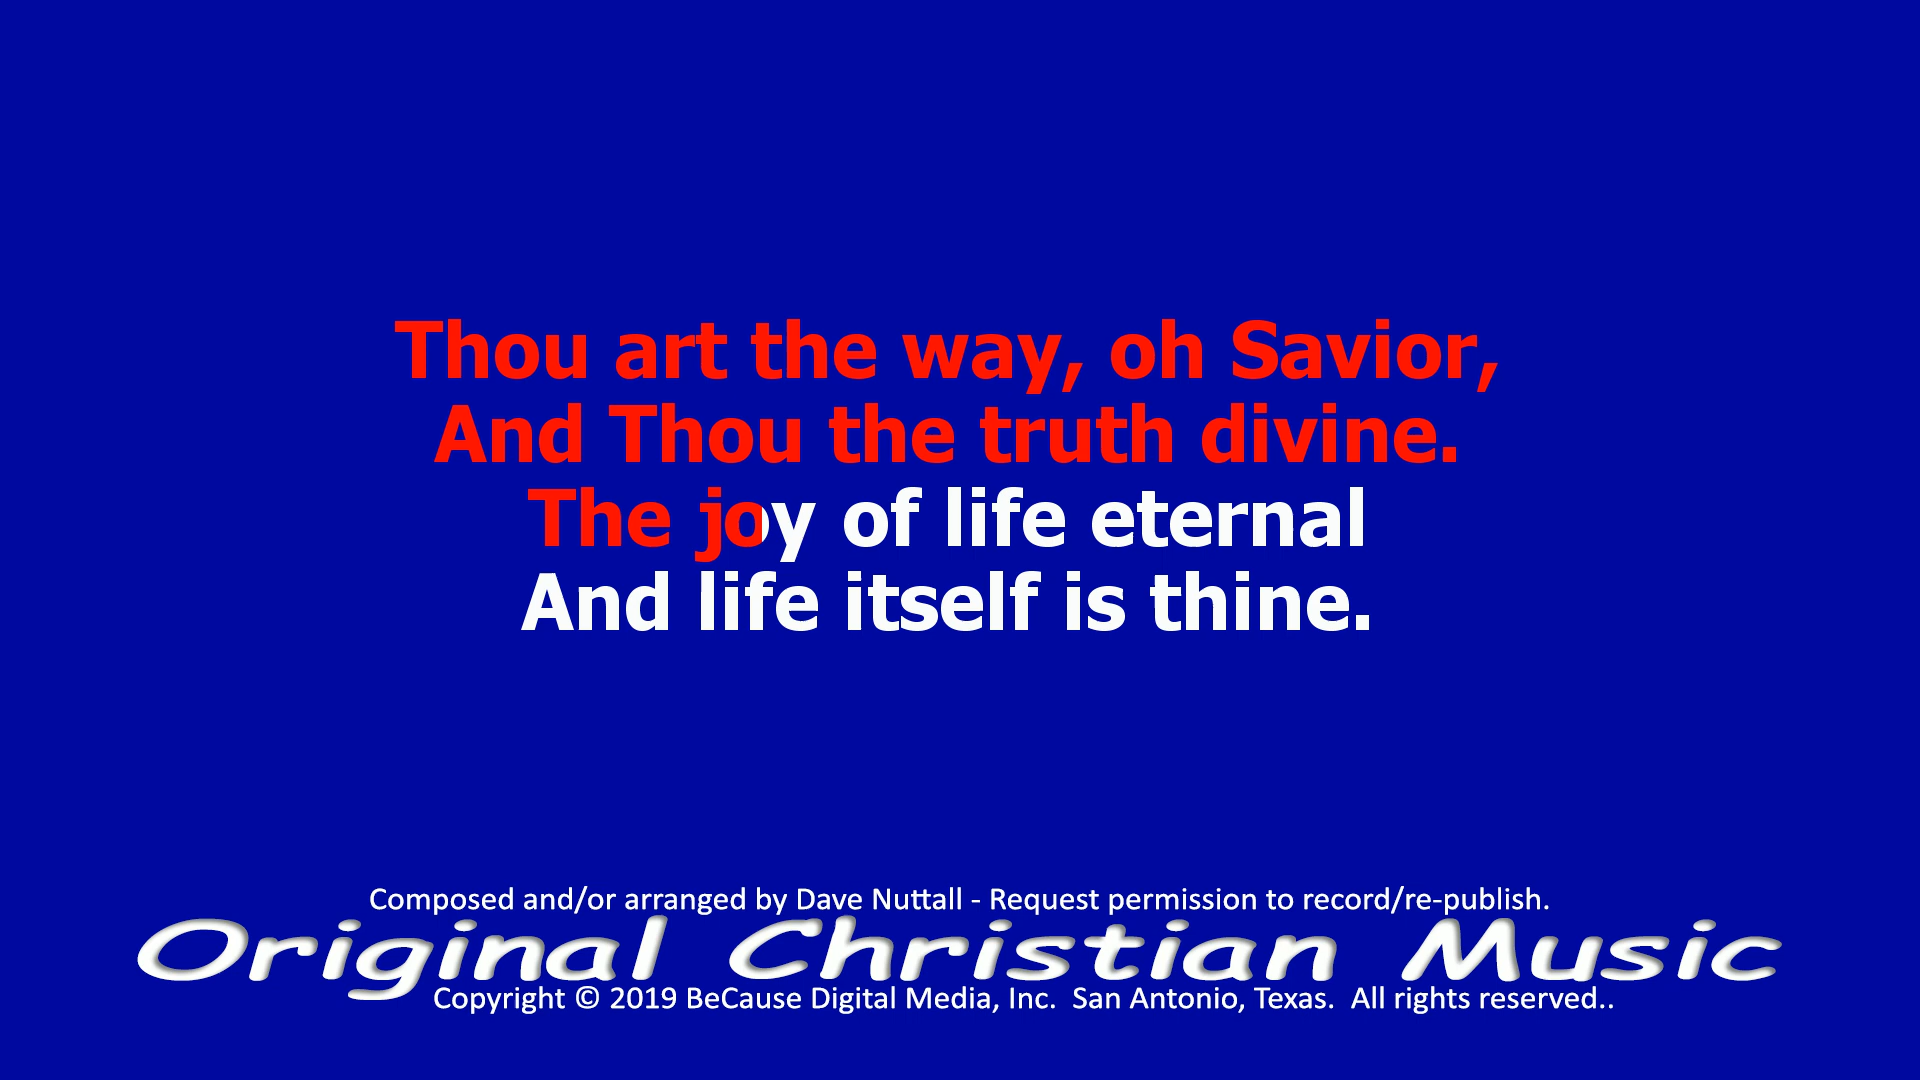 Thou art the way, oh Savior,
And Thou the truth divine.
The joy of life eternal
And life itself is thine.
Composed and/or arranged by Dave Nuttall - Request permission to record/re-publish.
Original Christian Music
Copyright © 2019 BeCause Digital Media, Inc.  San Antonio, Texas.  All rights reserved..